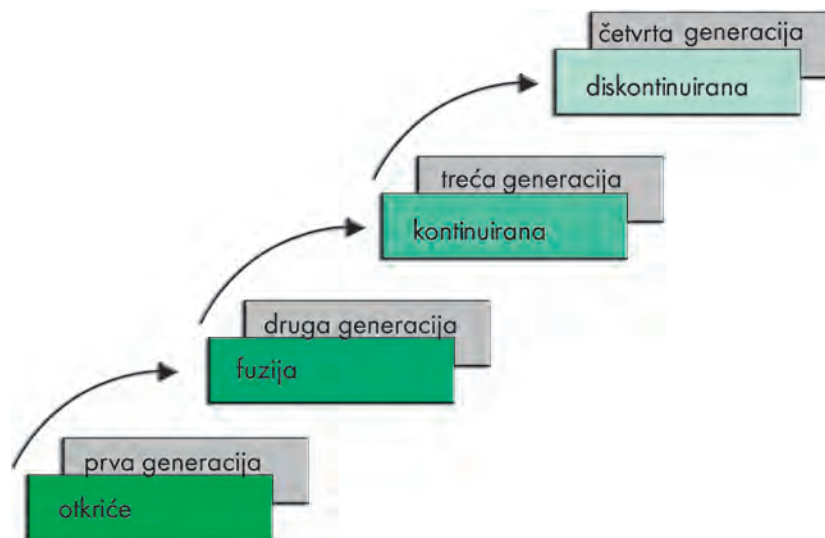 četvrta generacija
diskontinuirana
treća generacija
kontinuirana
druga generacija
fuzija
prva generacija
otkriće